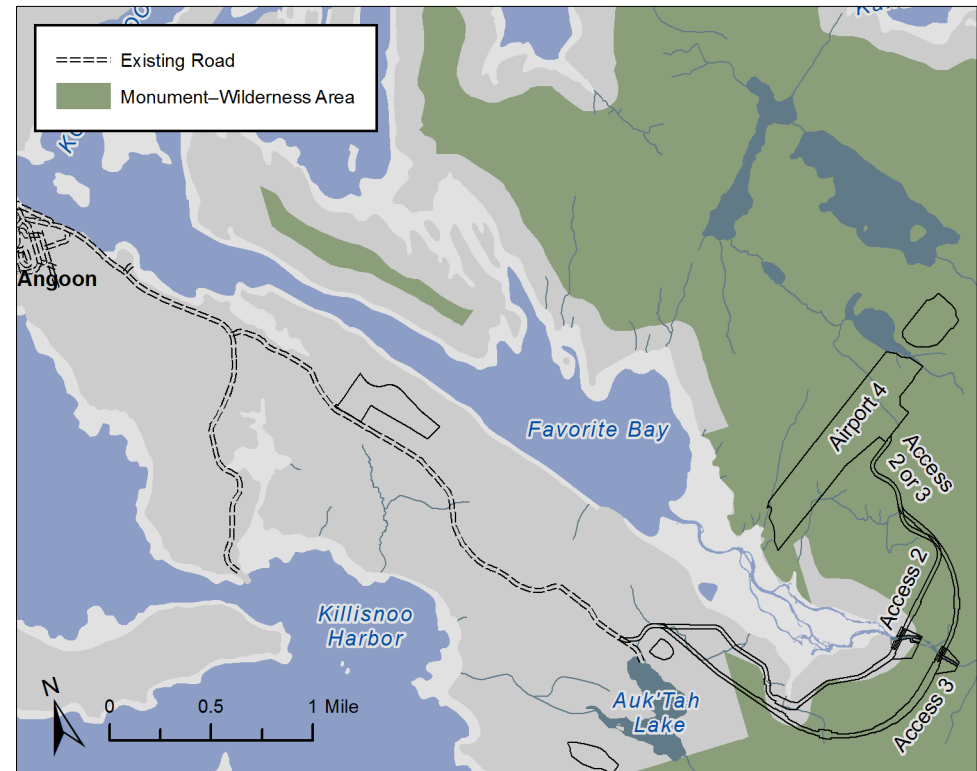 Existing Road
Monument–Wilderness Area
Angoon
Favorite Bay
Airport 4
Access
2 or 3
Access 2
Killisnoo
Harbor
Access 3
Auk'Tah
Lake
N
0 0.5 1 Mile